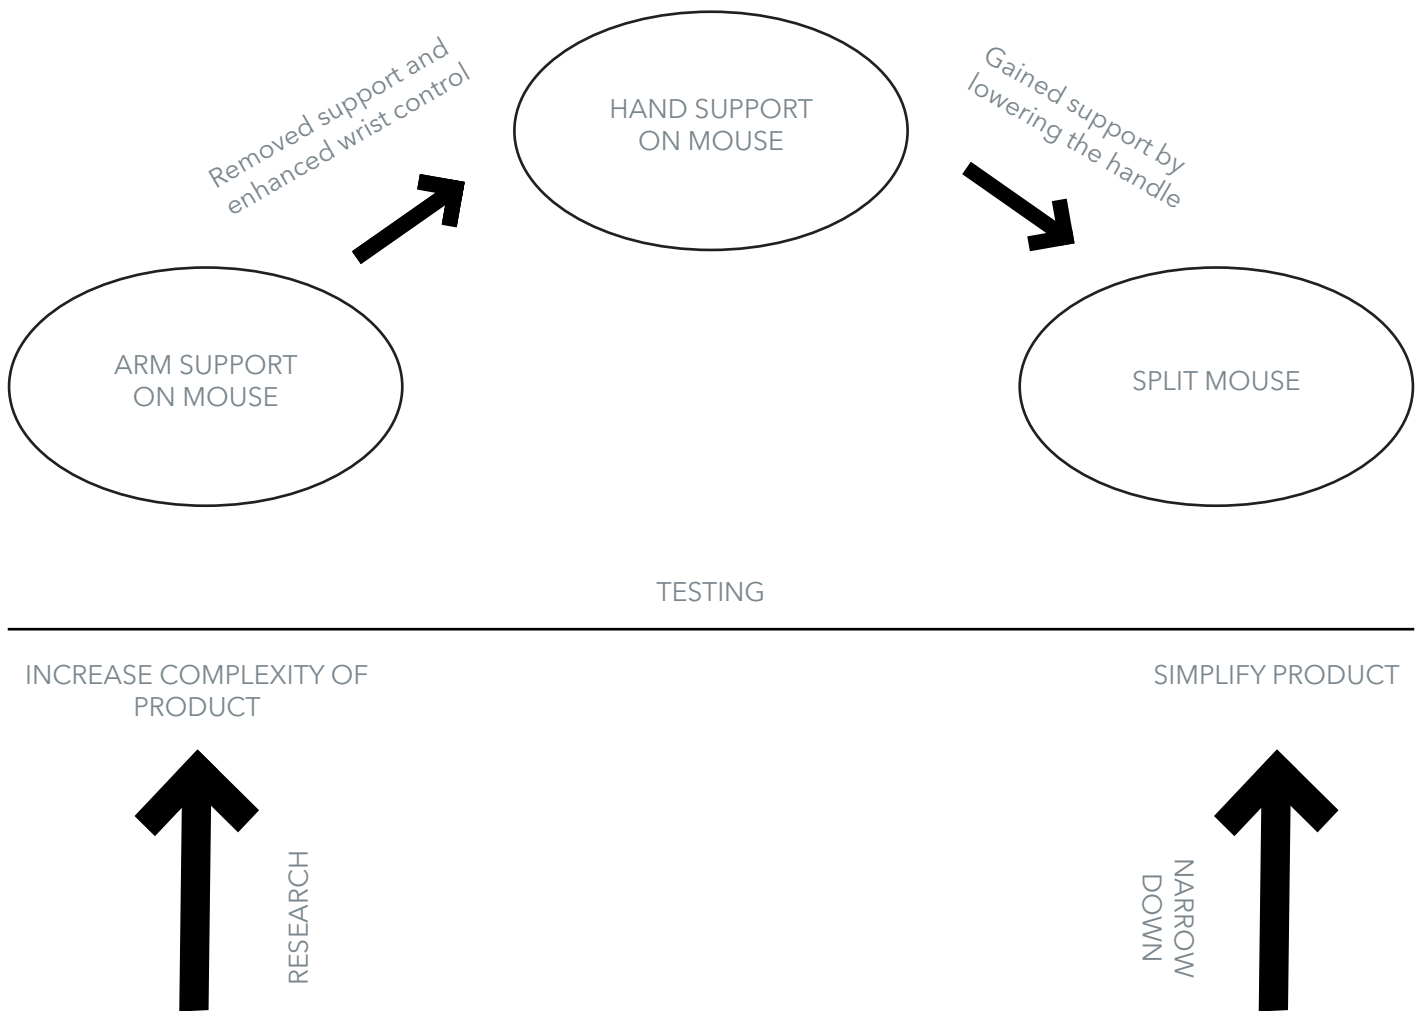 Removed support and
enhanced wrist control
HAND SUPPORT
ON MOUSE
Gained support by
lowering the handle
ARM SUPPORT
ON MOUSE
SPLIT MOUSE
TESTING
INCREASE COMPLEXITY OF
PRODUCT
SIMPLIFY PRODUCT
RESEARCH
NARROW
DOWN